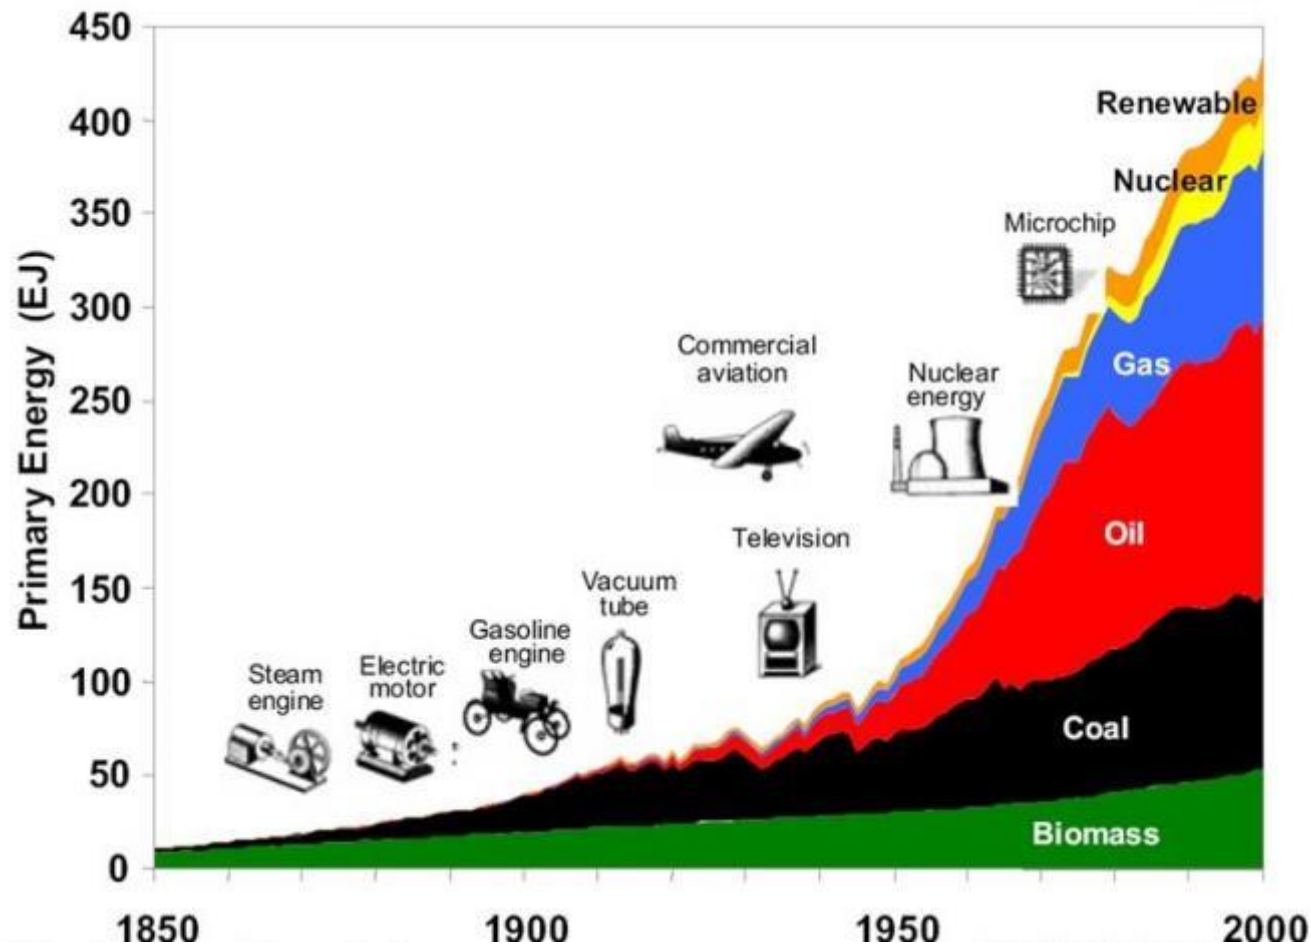 450
400
350
300
250
200
150
100
50
0
Primary Energy (EJ)
Renewable
Nuclear
Microchip
Gas
Commercial
aviation
Nuclear
energy
Oil
Television
Vacuum
tube
Gasoline
engine
Electric
motor
Steam
engine
Coal
Biomass
1850
1900
1950
2000